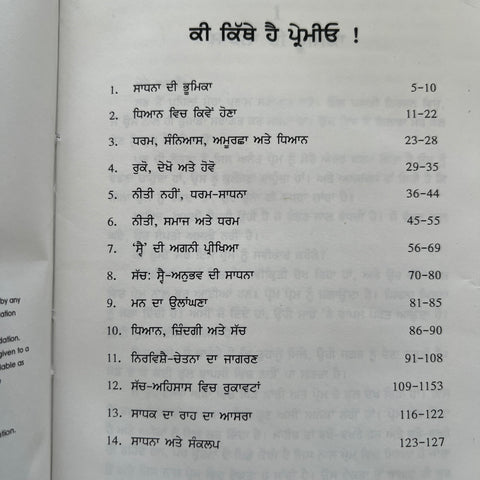 ਕੀ ਕਿੱਥੇ ਹੈ ਪ੍ਰੇਮੀਓ !
1. ਸਾਧਨਾ ਦੀ ਭੂਮਿਕਾ 5-10
2. ਧਿਆਨ ਵਿਚ ਕਿਵੇਂ ਹੋਣਾ 11-22
3. ਧਰਮ, ਸੰਨਿਆਸ, ਅਮੂਰਛਾ ਅਤੇ ਧਿਆਨ 23-28
4. ਰੁਕੋ, ਦੇਖੋ ਅਤੇ ਹੋਵੋ 29-35
5. ਨੀਤੀ ਨਹੀਂ, ਧਰਮ-ਸਾਧਨਾ 36-44
6. ਨੀਤੀ, ਸਮਾਜ ਅਤੇ ਧਰਮ 45-55
7. 'ਸ੍ਵੈ' ਦੀ ਅਗਨੀ ਪ੍ਰੀਖਿਆ 56-69
8. ਸੱਚ: ਸ੍ਵੈ-ਅਨੁਭਵ ਦੀ ਸਾਧਨਾ 70-80
9. ਮਨ ਦਾ ਉਲਾਂਘਣਾ 81-85
10. ਧਿਆਨ, ਜ਼ਿੰਦਗੀ ਅਤੇ ਸੱਚ 86-90
11. ਨਿਰਵਿਸ਼ੈ-ਚੇਤਨਾ ਦਾ ਜਾਗਰਣ 91-108
12. ਸੱਚ-ਅਹਿਸਾਸ ਵਿਚ ਰੁਕਾਵਟਾਂ 109-1153
13. ਸਾਧਕ ਦਾ ਰਾਹ ਦਾ ਆਸਰਾ 116-122
14. ਸਾਧਨਾ ਅਤੇ ਸੰਕਲਪ 123-127
by any
given to a